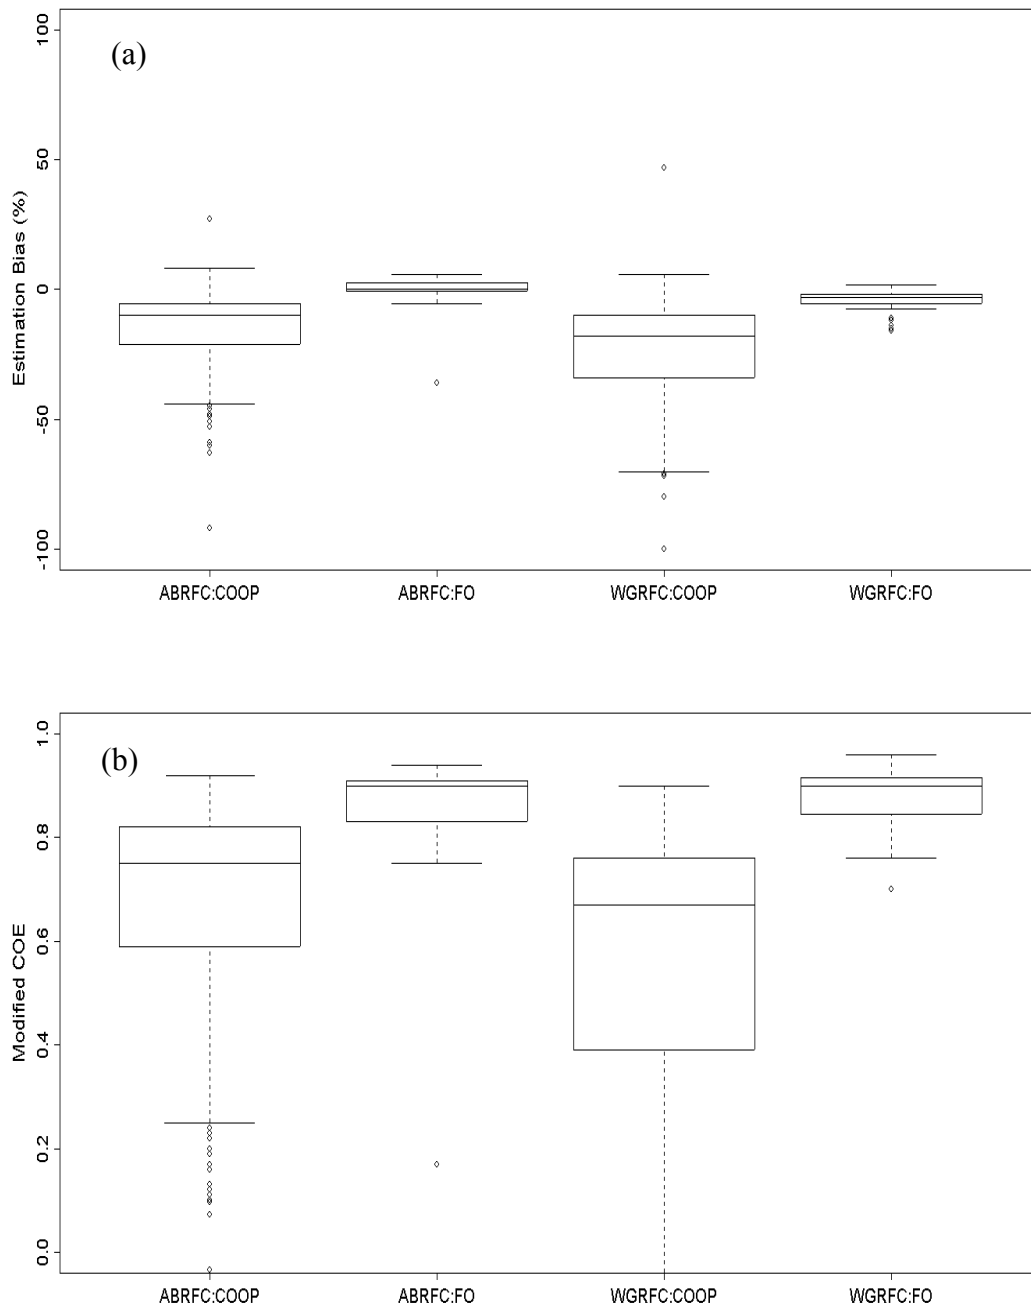 (a)
Estimation Bias (%)
100
50
0
-50
-100
ABRFC:COOP
ABRFC:FO
WGRFC:COOP
WGRFC:FO
(b)
Modified COE
1.0
0.8
0.6
0.4
0.2
0.0
ABRFC:COOP
ABRFC:FO
WGRFC:COOP
WGRFC:FO